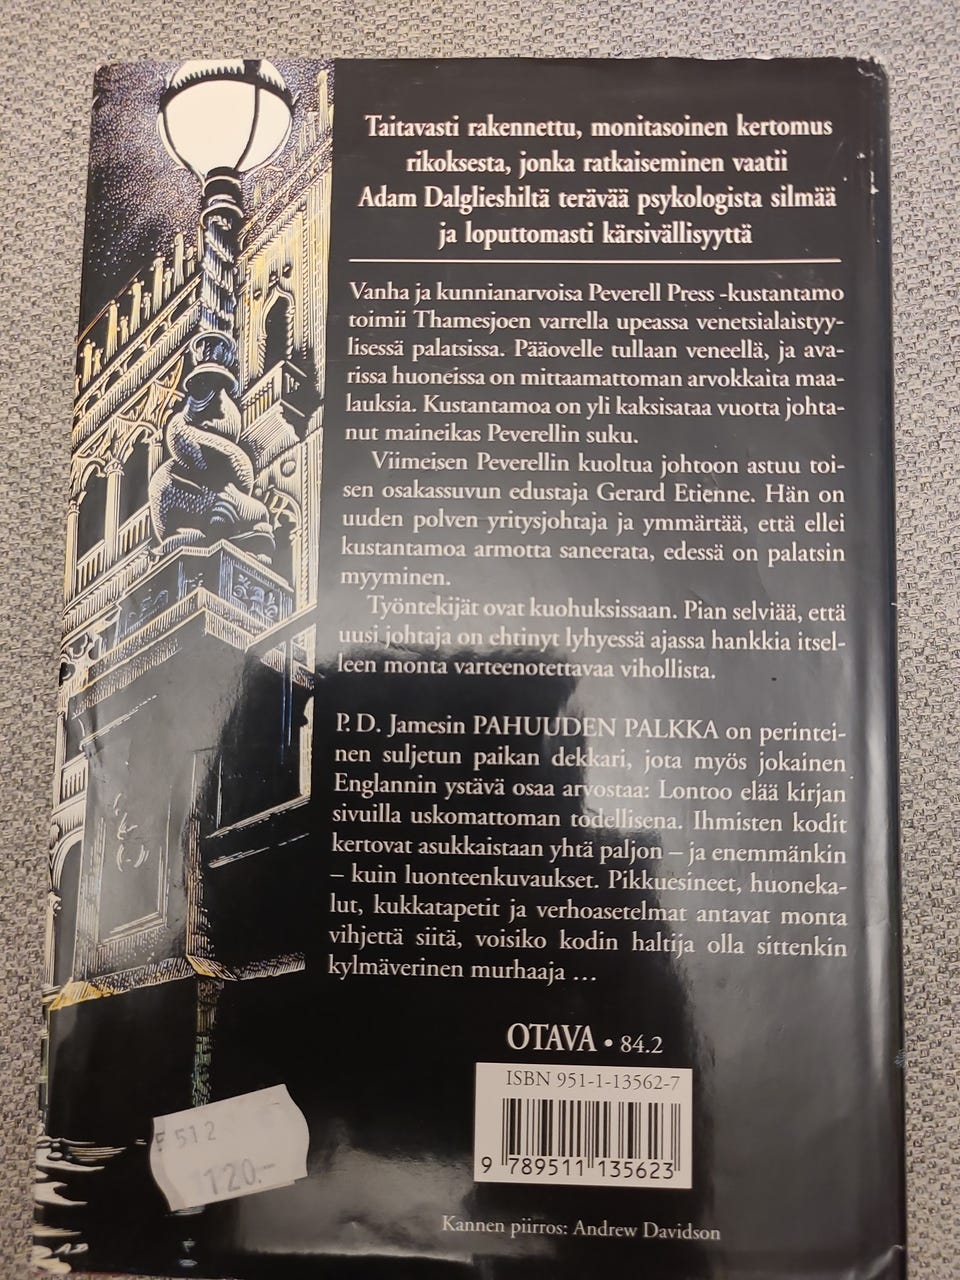 Taitavasti rakennettu, monitasoinen kertomus
rikoksesta, jonka ratkaiseminen vaatii
Adam Dalglieshiltä terävää psykologista silmää
ja loputtomasti kärsivällisyyttä
Vanha ja kunnianarvoisa Peverell Press -kustantamo
toimii Thamesjoen varrella upeassa venetsialaistyy-
lisessä palatsissa. Pääovelle tullaan veneellä, ja ava-
rissa huoneissa on mittaamattoman arvokkaita maa-
lauksia. Kustantamoa on yli kaksisataa vuotta johta-
nut maineikas Peverellin suku.
Viimeisen Peverellin kuoltua johtoon astuu toi-
sen osakassuvun edustaja Gerard Etienne. Hän on
uuden polven yritysjohtaja ja ymmärtää, että ellei
kustantamoa armotta saneerata, edessä on palatsin
myyminen.
Työntekijät ovat kuohuksissaan. Pian selviää, että
uusi johtaja on ehtinyt lyhyessä ajassa hankkia itsel-
leen monta varteenotettavaa vihollista.
P. D. Jamesin PAHUUDEN PALKKA on perintei-
nen suljetun paikan dekkari, jota myös jokainen
Englannin ystävä osaa arvostaa: Lontoo elää kirjan
sivuilla uskomattoman todellisena. Ihmisten kodit
kertovat asukkaistaan yhtä paljon – ja enemmänkin
– kuin luonteenkuvaukset. Pikkuesineet, huoneka-
lut, kukkatapetit ja verhoasetelmat antavat monta
vihjettä siitä, voisiko kodin haltija olla sittenkin
kylmäverinen murhaaja ...
OTAVA • 84.2
ISBN 951-1-13562-7
9 789511 135623
512
120.-
Kannen piirros: Andrew Davidson